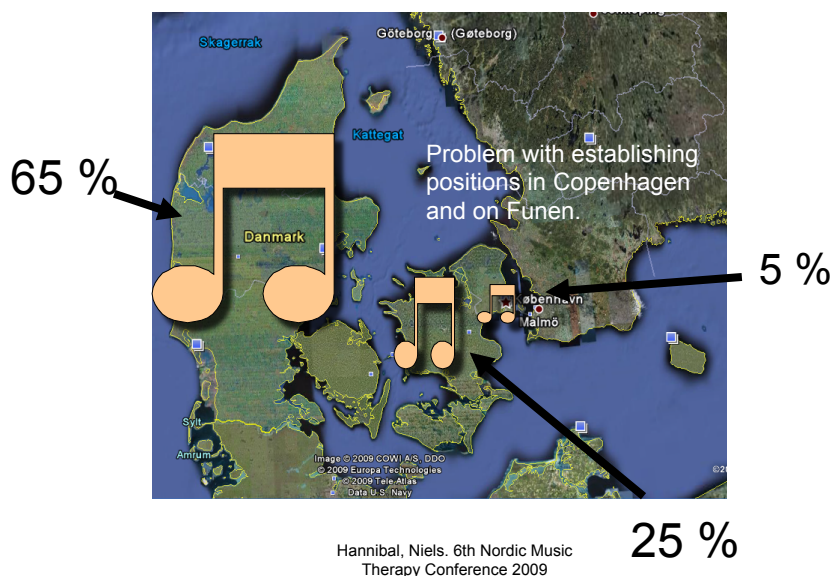 Skagerrak
Göteborg (Gøteborg)
Kattegat
Problem with establishing
positions in Copenhagen
and on Funen.
65 %
Danmark
5 %
København
Malmö
Sylt
Amrum
Image © 2009 COWI A/S, DDO
© 2009 Europa Technologies
© 2009 Tele Atlas
Data U.S. Navy
©2
25 %
Hannibal, Niels. 6th Nordic Music
Therapy Conference 2009